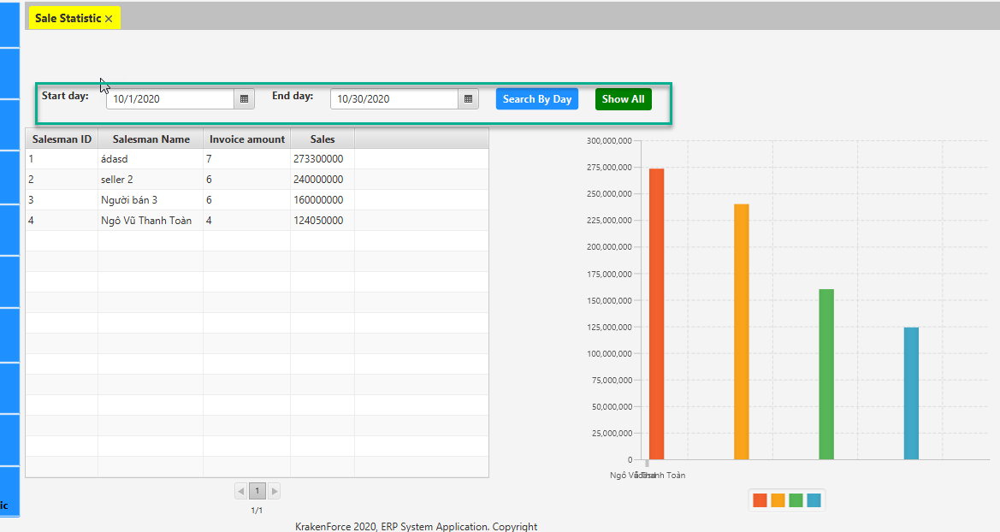 Sale Statistic ×
Start day: 10/1/2020 End day: 10/30/2020 Search By Day Show All
Salesman ID Salesman Name Invoice amount Sales
1 ádasd 7 273300000
2 seller 2 6 240000000
3 Người bán 3 6 160000000
4 Ngô Vũ Thanh Toàn 4 124050000
1
1/1
300,000,000
275,000,000
250,000,000
225,000,000
200,000,000
175,000,000
150,000,000
125,000,000
100,000,000
75,000,000
50,000,000
25,000,000
0
Ngô Thanh Toàn
ic
KrakenForce 2020, ERP System Application. Copyright